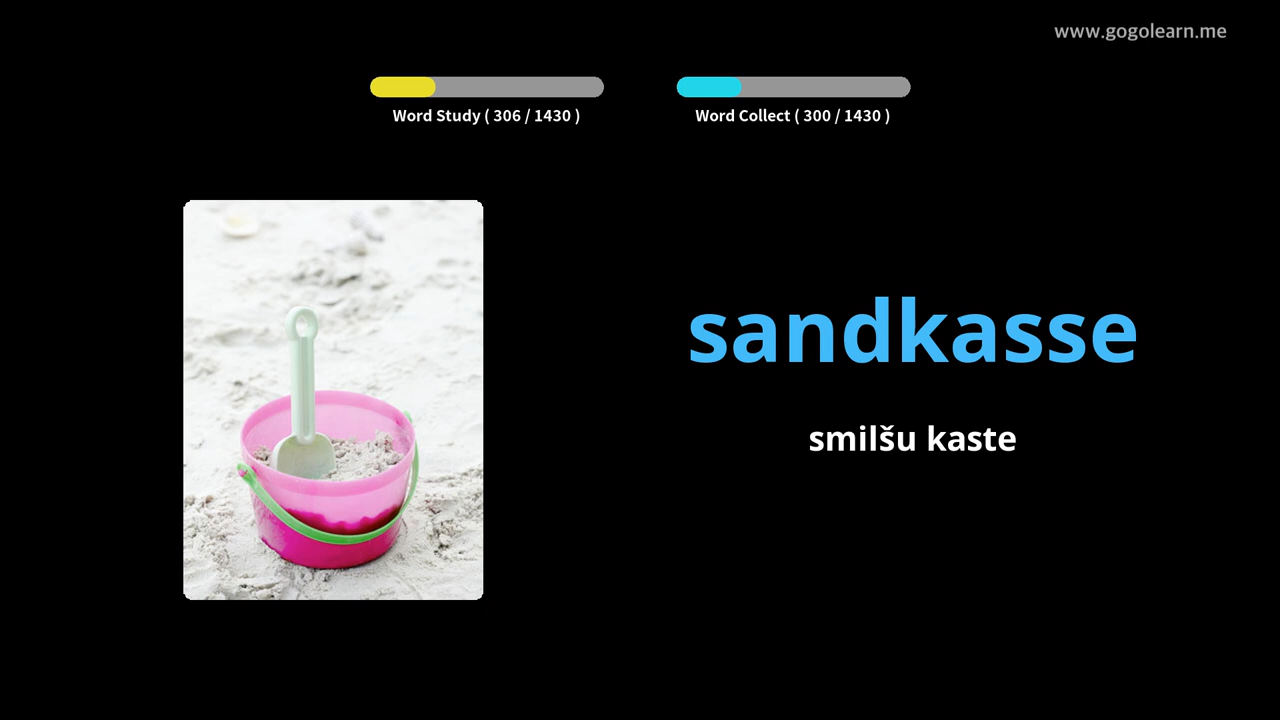 www.gogolearn.me
Word Study ( 306 / 1430 )
Word Collect ( 300 / 1430 )
sandkasse
smilšu kaste